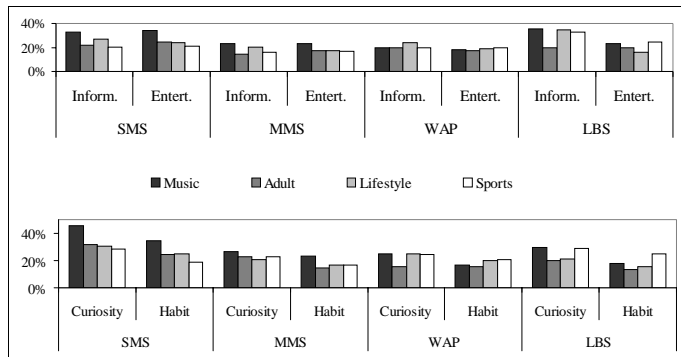 40%
20%
0%
Inform. Entert. Inform. Entert. Inform. Entert. Inform. Entert.
SMS MMS WAP LBS
Music Adult Lifestyle Sports
40%
20%
0%
Curiosity Habit Curiosity Habit Curiosity Habit Curiosity Habit
SMS MMS WAP LBS